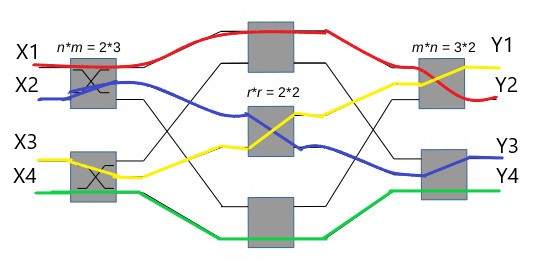 X1
n*m = 2*3
m*n = 3*2
Y1
X2
r*r = 2*2
Y2
X3
Y3
X4
Y4